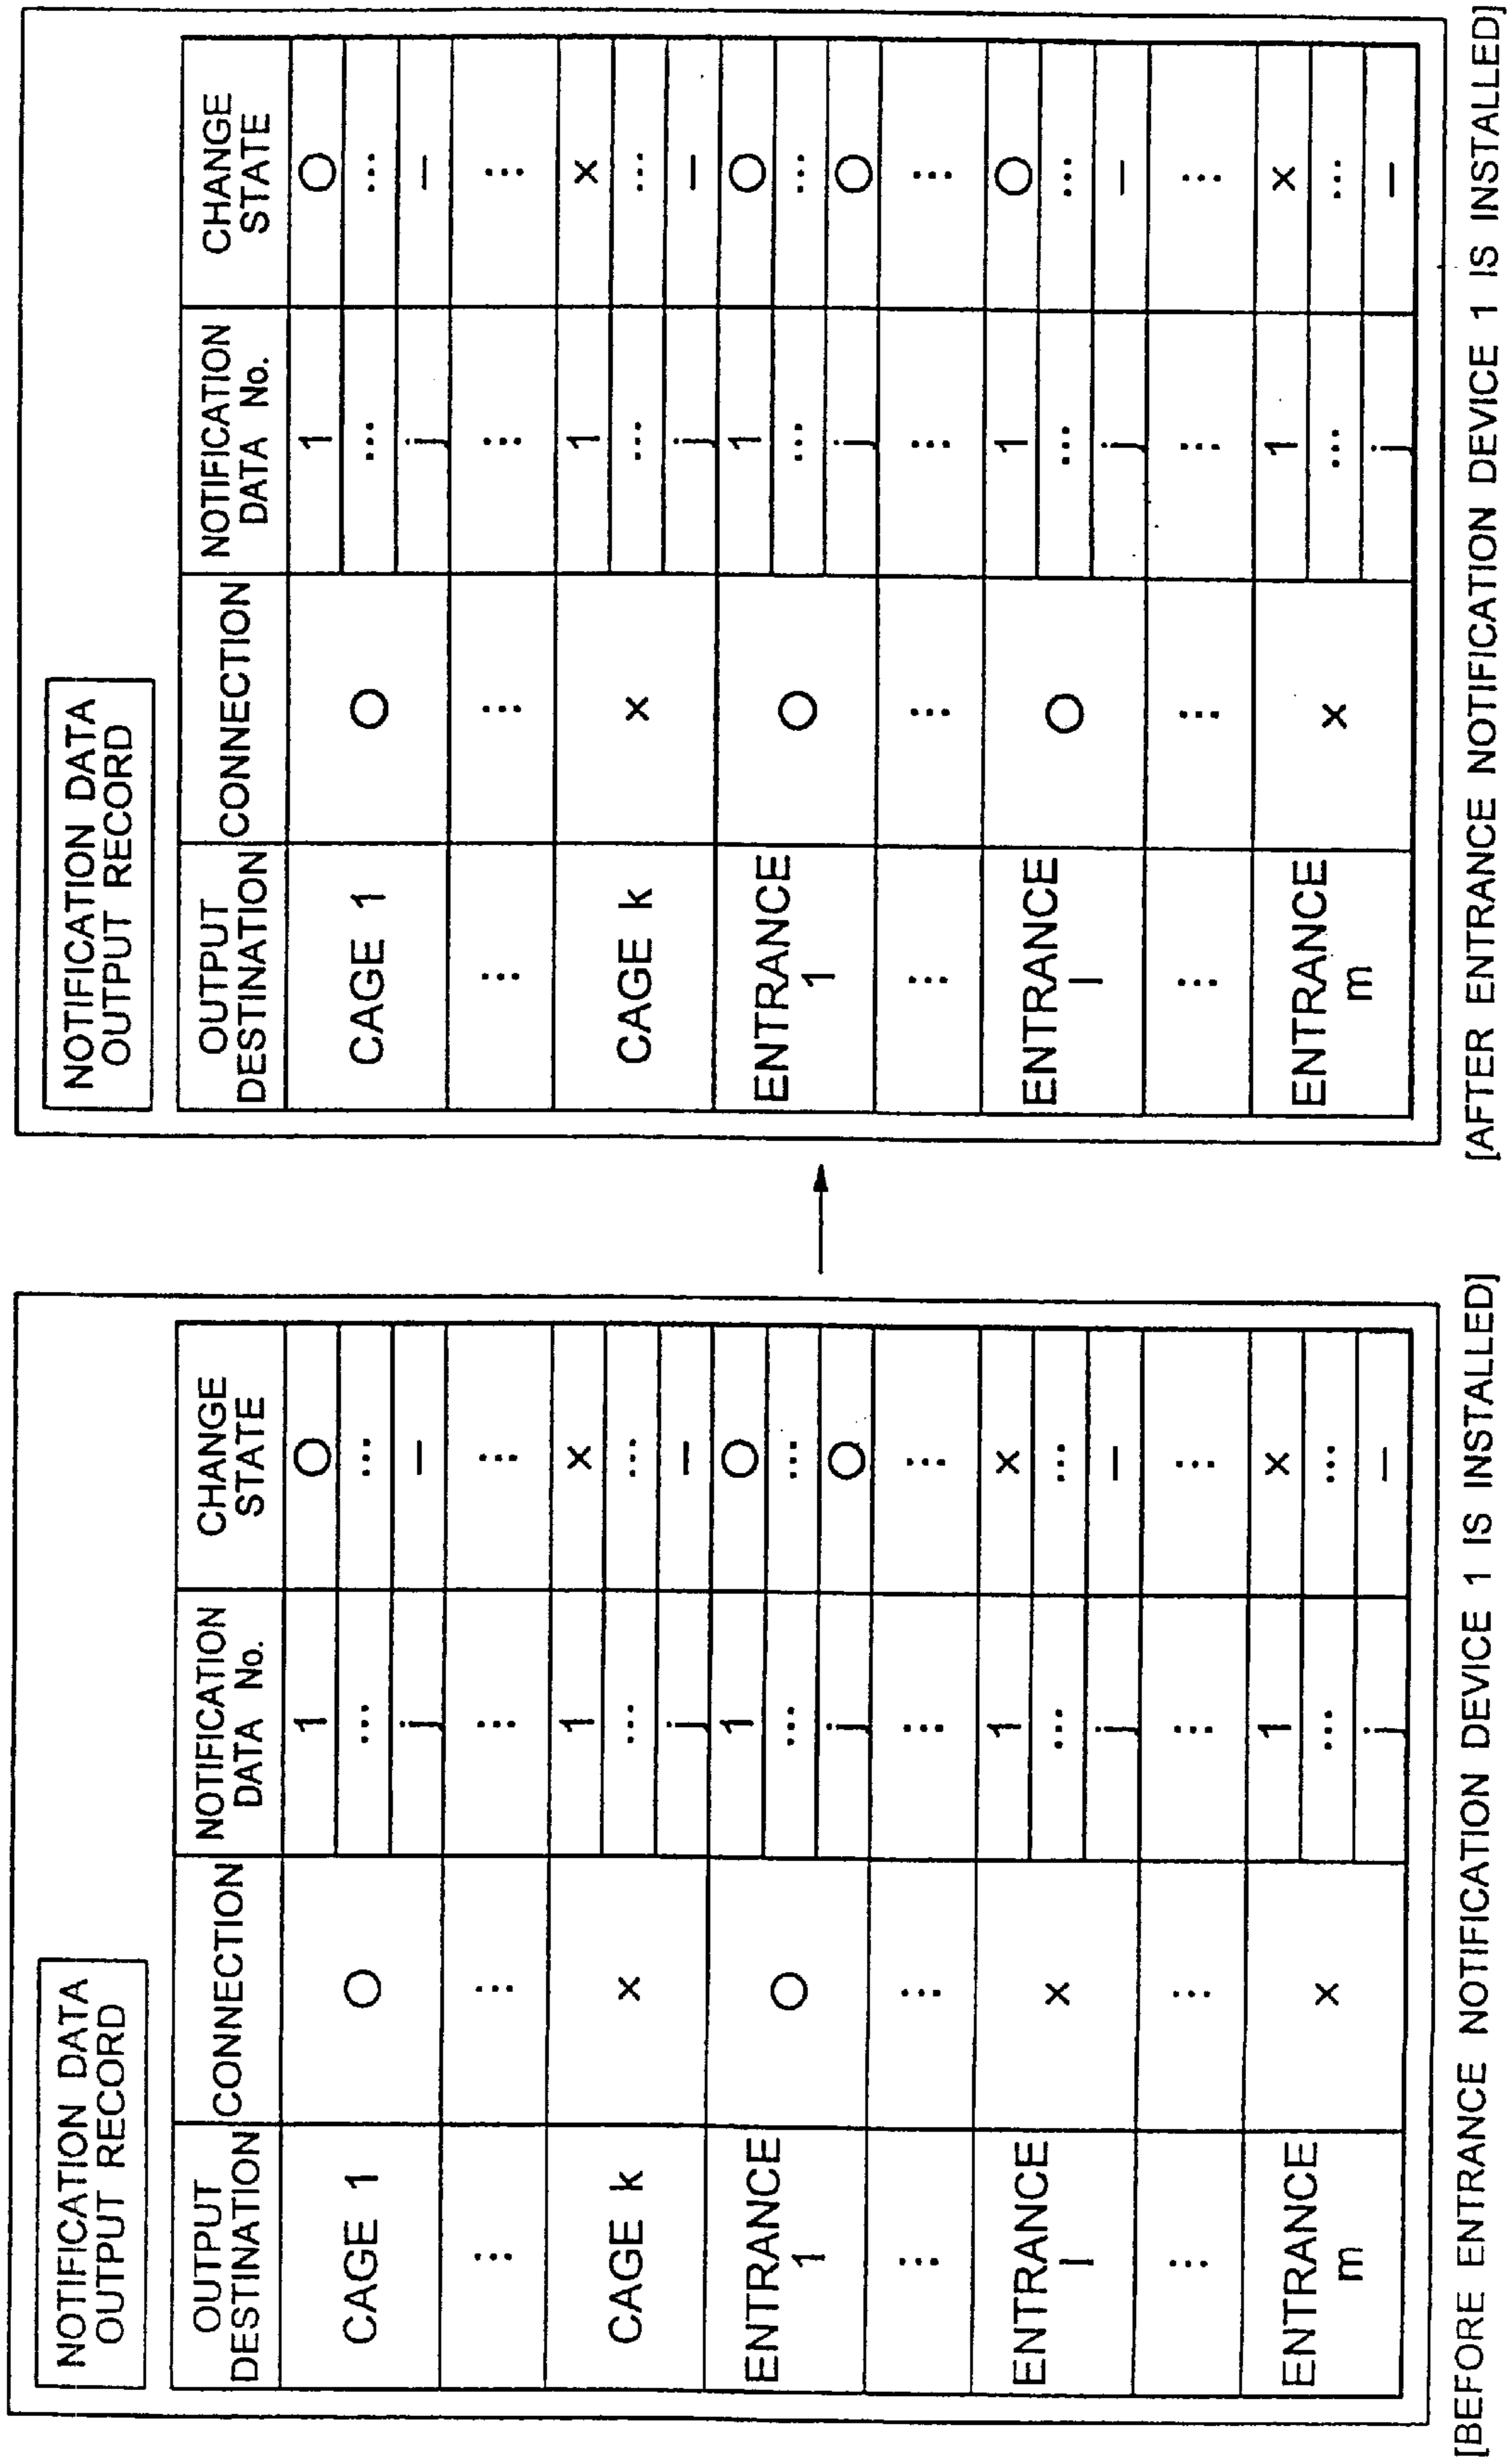 NOTIFICATION DATA
OUTPUT RECORD
OUTPUT DESTINATION CONNECTION NOTIFICATION DATA No. CHANGE STATE
CAGE 1 ○ 1 ○
... ...
j —
... ... ... ...
CAGE k × 1 ×
... ...
j —
ENTRANCE 1 ○ 1 ○
... ...
j ○
... ... ... ...
ENTRANCE l × 1 ×
... ...
j —
... ... ... ...
ENTRANCE m × 1 ×
... ...
j —
[BEFORE ENTRANCE NOTIFICATION DEVICE 1 IS INSTALLED]
→
NOTIFICATION DATA
OUTPUT RECORD
OUTPUT DESTINATION CONNECTION NOTIFICATION DATA No. CHANGE STATE
CAGE 1 ○ 1 ○
... ...
j —
... ... ... ...
CAGE k × 1 ×
... ...
j —
ENTRANCE 1 ○ 1 ○
... ...
j ○
... ... ... ...
ENTRANCE l ○ 1 ○
... ...
j —
... ... ... ...
ENTRANCE m × 1 ×
... ...
j —
[AFTER ENTRANCE NOTIFICATION DEVICE 1 IS INSTALLED]